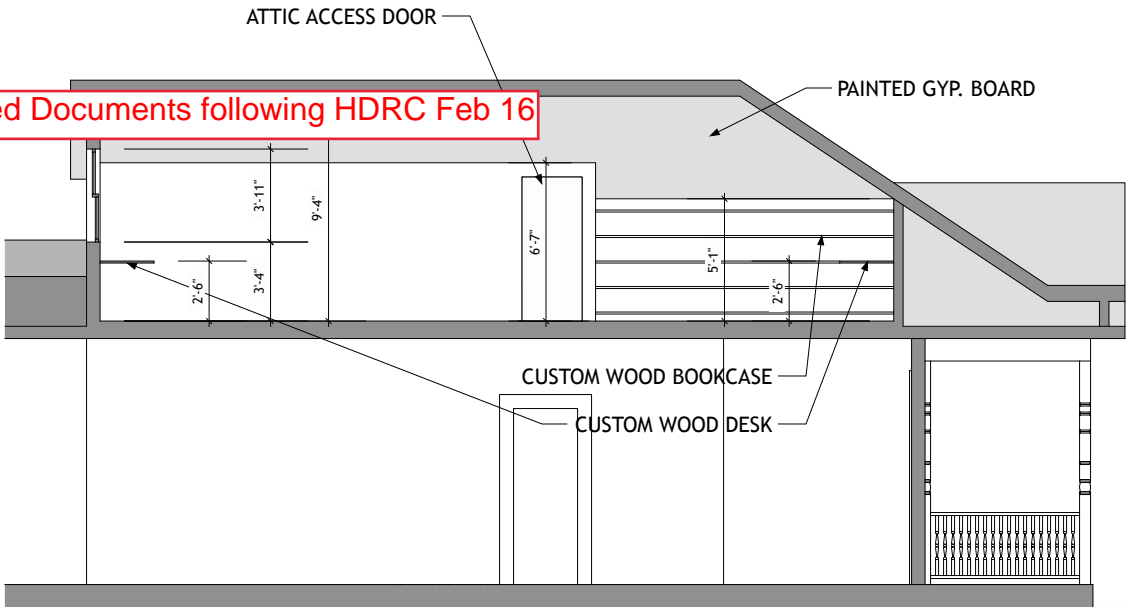 ATTIC ACCESS DOOR
PAINTED GYP. BOARD
ed Documents following HDRC Feb 16
3'-11"
9'-4"
6'-7"
5'-1"
2'-6"
3'-4"
2'-6"
CUSTOM WOOD BOOKCASE
CUSTOM WOOD DESK